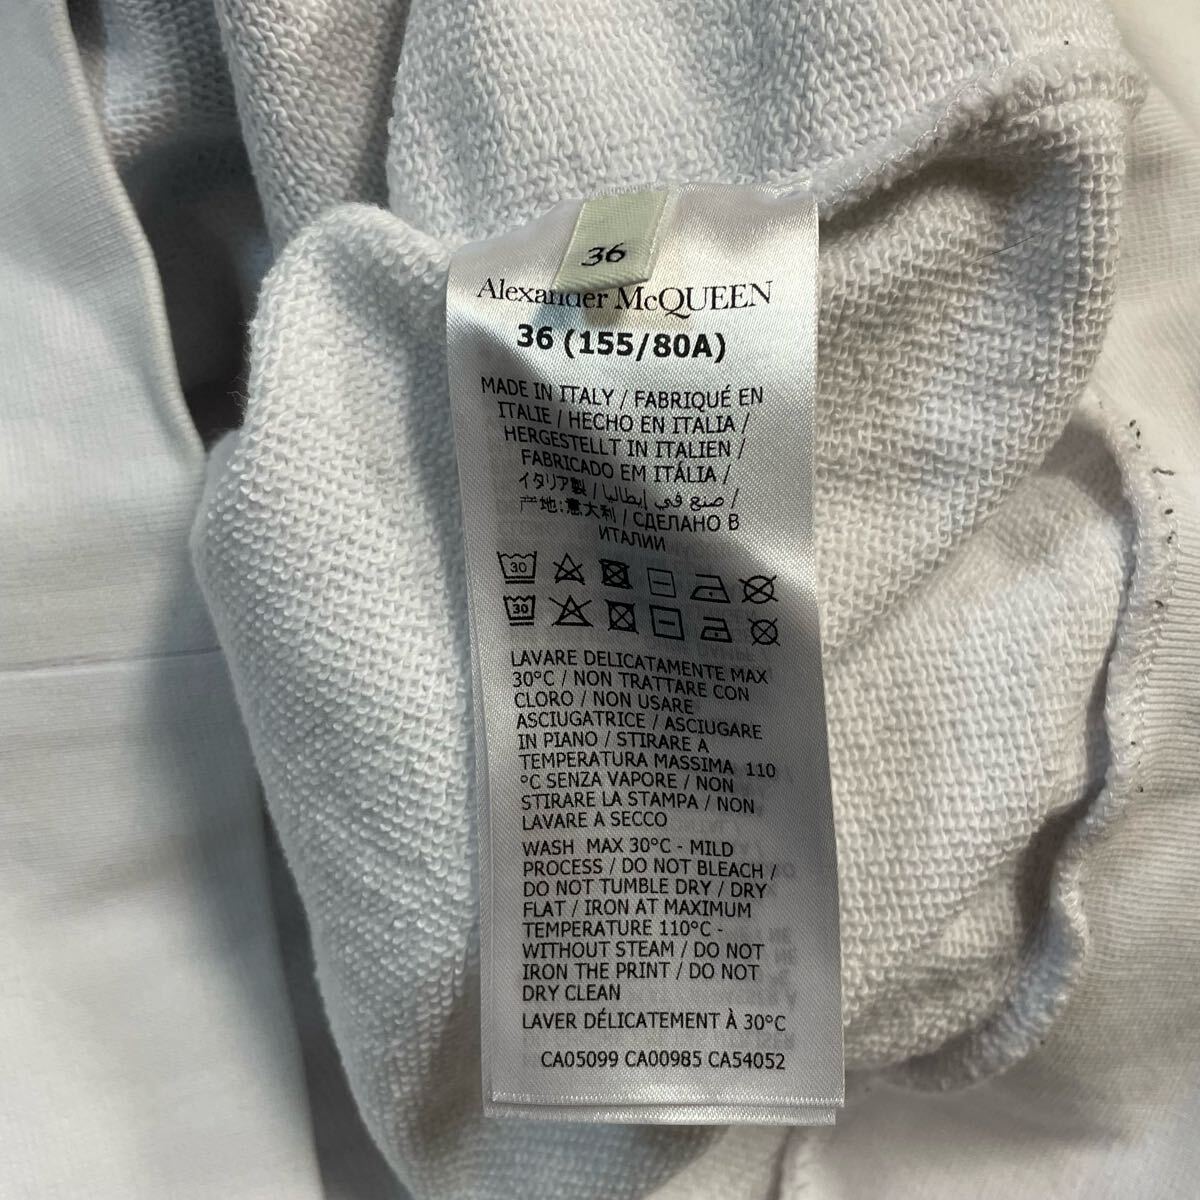 36
Alexander McQUEEN
36 (155/80A)
MADE IN ITALY / FABRIQUÉ EN
ITALIE / HECHO EN ITALIA /
HERGESTELLT IN ITALIEN /
FABRICADO EM ITÁLIA /
イタリア製 / صنع في إيطاليا /
产地:意大利 / СДЕЛАНО В
ИТАЛИИ
30
30
LAVARE DELICATAMENTE MAX
30°C / NON TRATTARE CON
CLORO / NON USARE
ASCIUGATRICE / ASCIUGARE
IN PIANO / STIRARE A
TEMPERATURA MASSIMA 110
°C SENZA VAPORE / NON
STIRARE LA STAMPA / NON
LAVARE A SECCO
WASH MAX 30°C - MILD
PROCESS / DO NOT BLEACH /
DO NOT TUMBLE DRY / DRY
FLAT / IRON AT MAXIMUM
TEMPERATURE 110°C -
WITHOUT STEAM / DO NOT
IRON THE PRINT / DO NOT
DRY CLEAN
LAVER DÉLICATEMENT À 30°C
CA05099 CA00985 CA54052